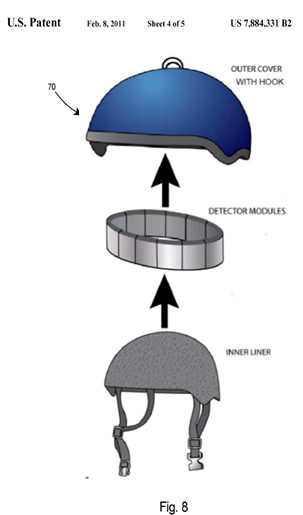 U.S. Patent Feb. 8, 2011 Sheet 4 of 5 US 7,884,331 B2
OUTER COVER
WITH HOOK
70
DETECTOR MODULES
INNER LINER
Fig. 8